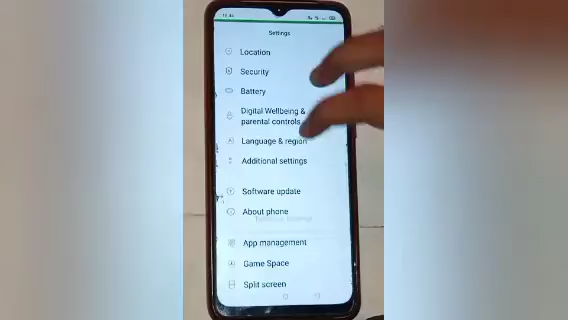 Settings
Location
Security
Battery
Digital Wellbeing &
parental controls
Language & region
Additional settings
Software update
About phone
App management
Game Space
Split screen